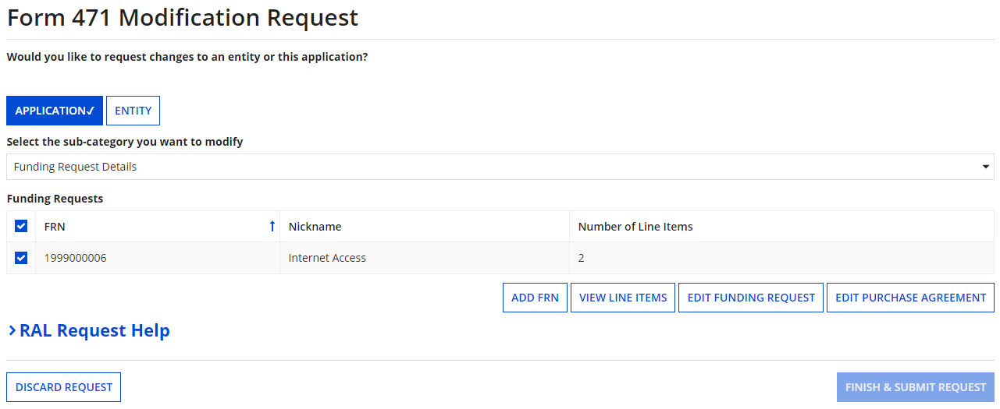 Form 471 Modification Request
Would you like to request changes to an entity or this application?
APPLICATION✓ ENTITY
Select the sub-category you want to modify
Funding Request Details
Funding Requests
FRN Nickname Number of Line Items
1999000006 Internet Access 2
ADD FRN VIEW LINE ITEMS EDIT FUNDING REQUEST EDIT PURCHASE AGREEMENT
RAL Request Help
DISCARD REQUEST FINISH & SUBMIT REQUEST